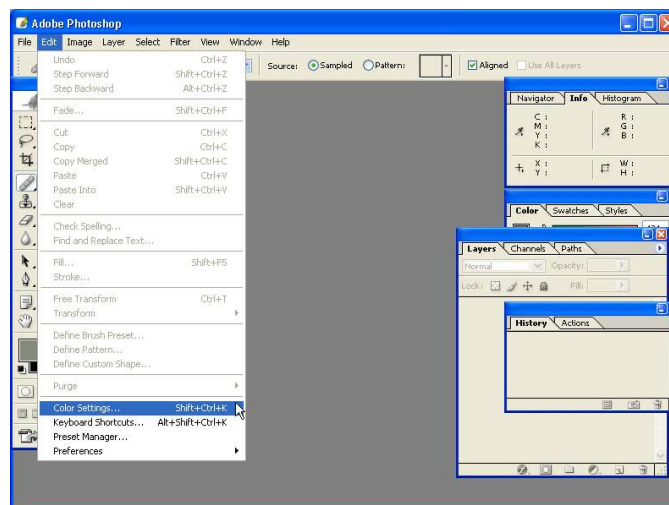 Adobe Photoshop
File Edit Image Layer Select Filter View Window Help
Source: Sampled Pattern: Aligned Use All Layers
Undo Ctrl+Z
Step Forward Shift+Ctrl+Z
Step Backward Alt+Ctrl+Z
Fade... Shift+Ctrl+F
Cut Ctrl+X
Copy Ctrl+C
Copy Merged Shift+Ctrl+C
Paste Ctrl+V
Paste Into Shift+Ctrl+V
Clear
Check Spelling...
Find and Replace Text...
Fill... Shift+F5
Stroke...
Free Transform Ctrl+T
Transform
Define Brush Preset...
Define Pattern...
Define Custom Shape...
Purge
Color Settings... Shift+Ctrl+K
Keyboard Shortcuts... Alt+Shift+Ctrl+K
Preset Manager...
Preferences
Navigator Info Histogram
C : R :
M : G :
Y : B :
K :
X : W :
Y : H :
Color Swatches Styles
Layers Channels Paths
Normal Opacity:
Lock: Fill:
History Actions